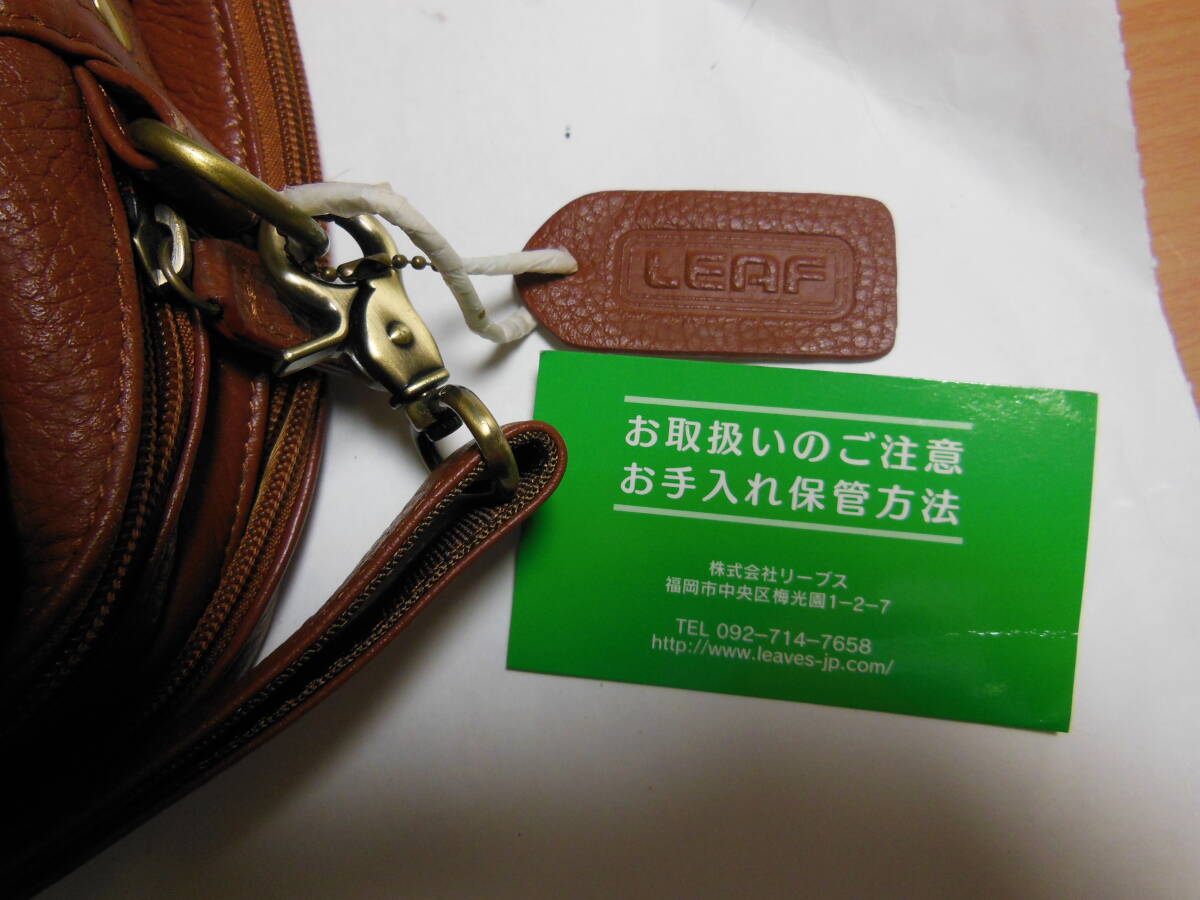 LEAF
お取扱いのご注意
お手入れ保管方法
株式会社リーブス
福岡市中央区梅光園1-2-7
TEL 092-714-7658
http://www.leaves-jp.com/